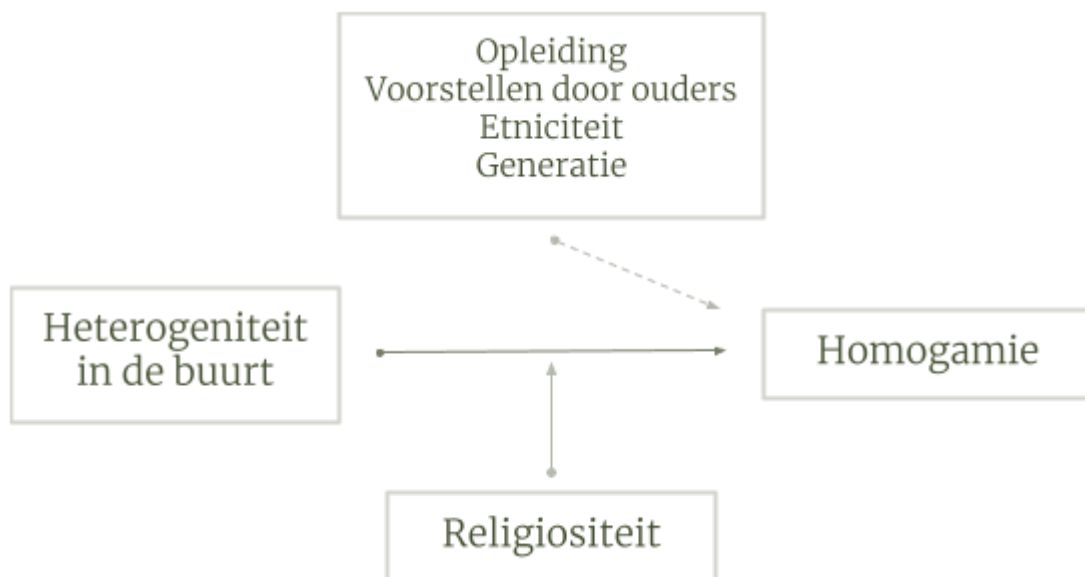 Opleiding
Voorstellen door ouders
Etniciteit
Generatie
Heterogeniteit
in de buurt
Homogamie
Religiositeit